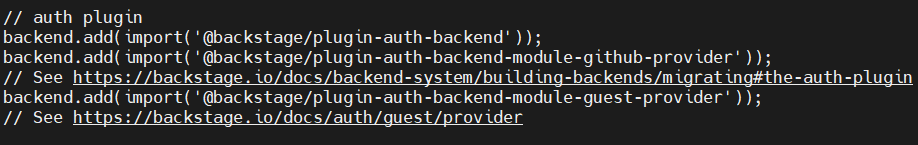 // auth plugin
backend.add(import('@backstage/plugin-auth-backend'));
backend.add(import('@backstage/plugin-auth-backend-module-github-provider'));
// See https://backstage.io/docs/backend-system/building-backends/migrating#the-auth-plugin
backend.add(import('@backstage/plugin-auth-backend-module-guest-provider'));
// See https://backstage.io/docs/auth/guest/provider